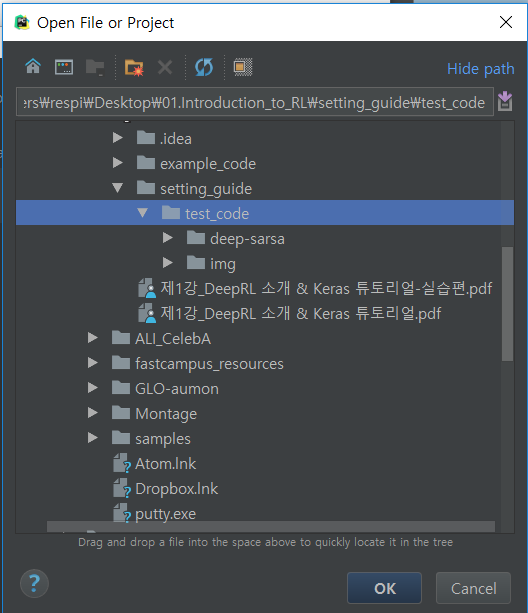 Open File or Project
Hide path
ers₩respi₩Desktop₩01.Introduction_to_RL₩setting_guide₩test_code
.idea
example_code
setting_guide
test_code
deep-sarsa
img
제1강_DeepRL 소개 & Keras 튜토리얼-실습편.pdf
제1강_DeepRL 소개 & Keras 튜토리얼.pdf
ALI_CelebA
fastcampus_resources
GLO-aumon
Montage
samples
Atom.lnk
Dropbox.lnk
putty.exe
Drag and drop a file into the space above to quickly locate it in the tree
?
OK
Cancel